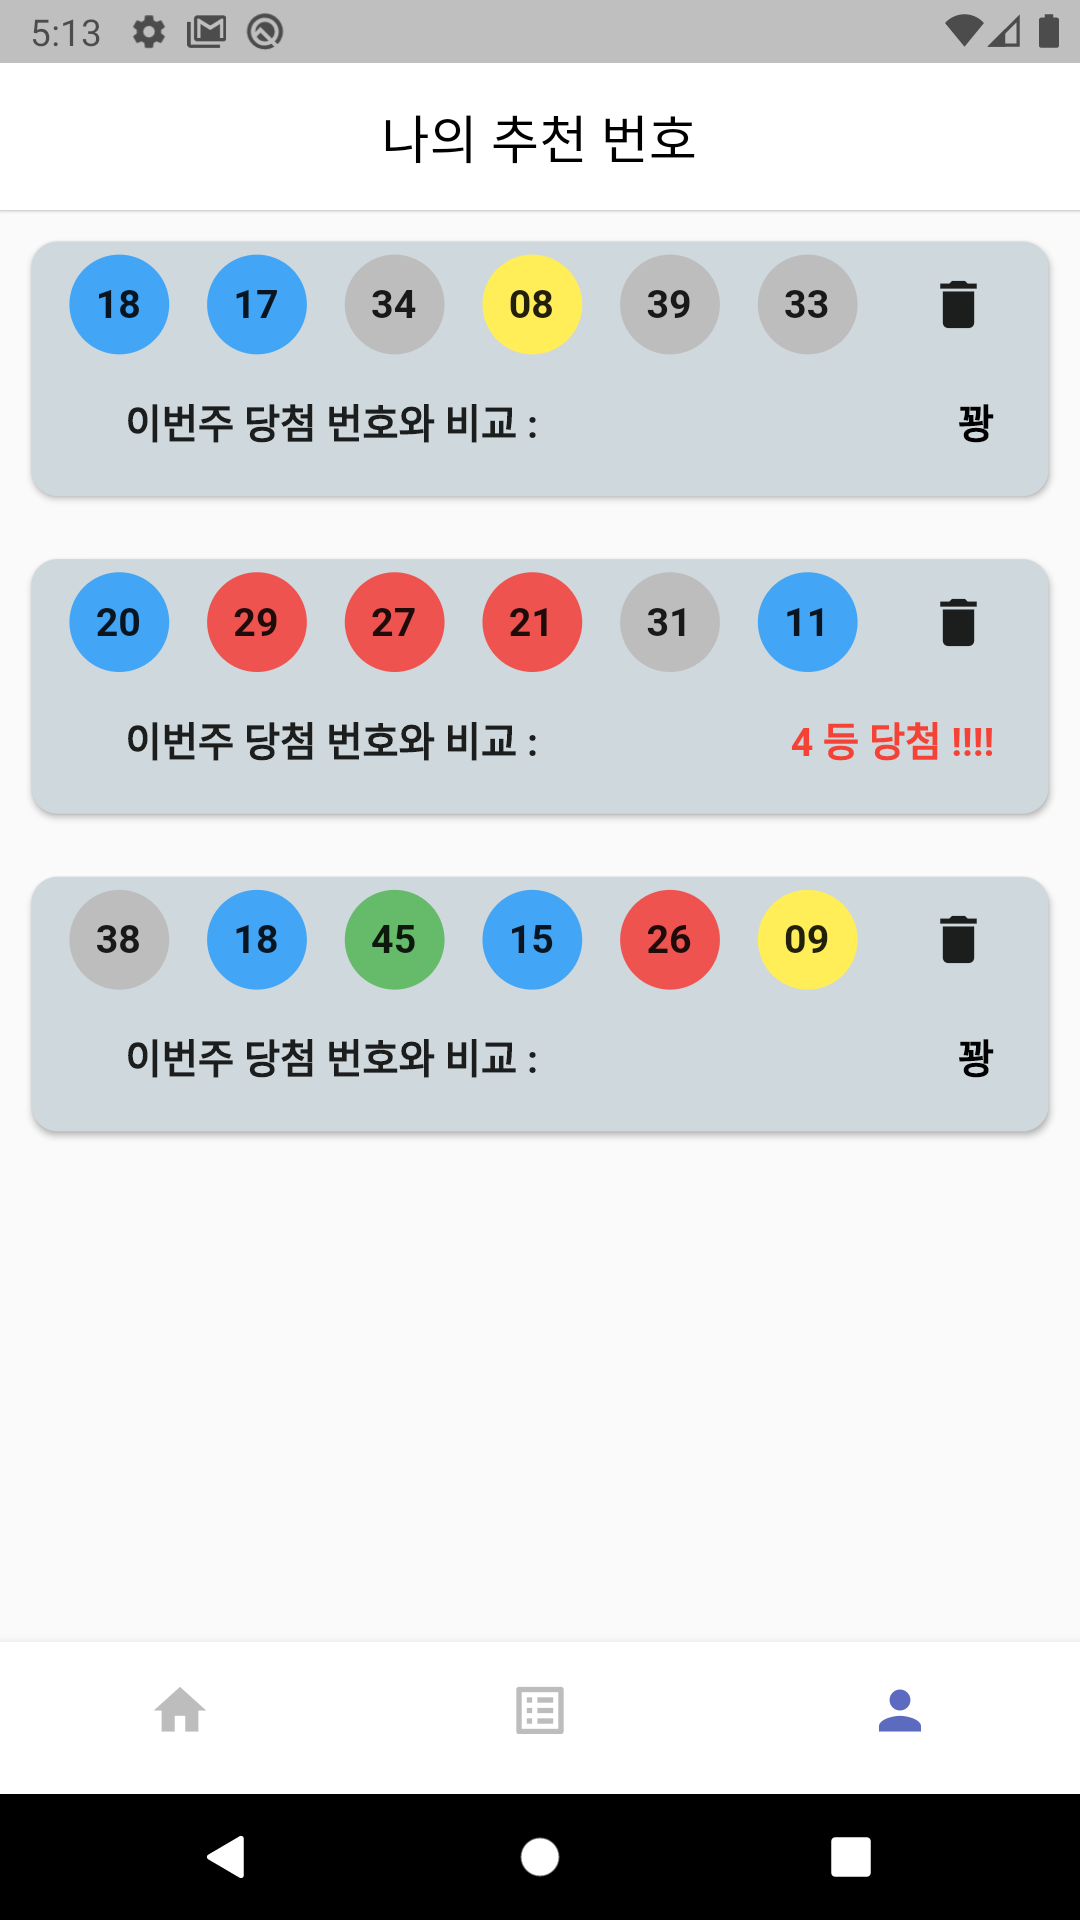 5:13
나의 추천 번호
18 17 34 08 39 33
이번주 당첨 번호와 비교 : 꽝
20 29 27 21 31 11
이번주 당첨 번호와 비교 : 4 등 당첨 !!!!
38 18 45 15 26 09
이번주 당첨 번호와 비교 : 꽝